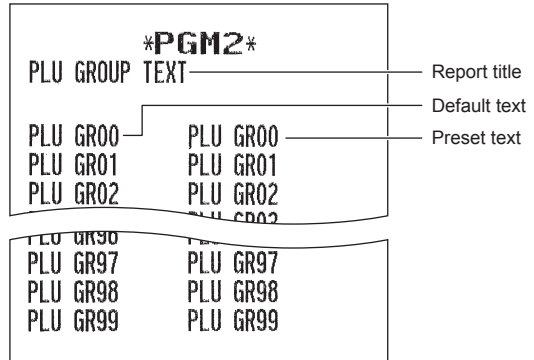 *PGM2*
PLU GROUP TEXT Report title
Default text
PLU GR00 PLU GR00 Preset text
PLU GR01 PLU GR01
PLU GR02 PLU GR02
PLU GR97 PLU GR97
PLU GR98 PLU GR98
PLU GR99 PLU GR99